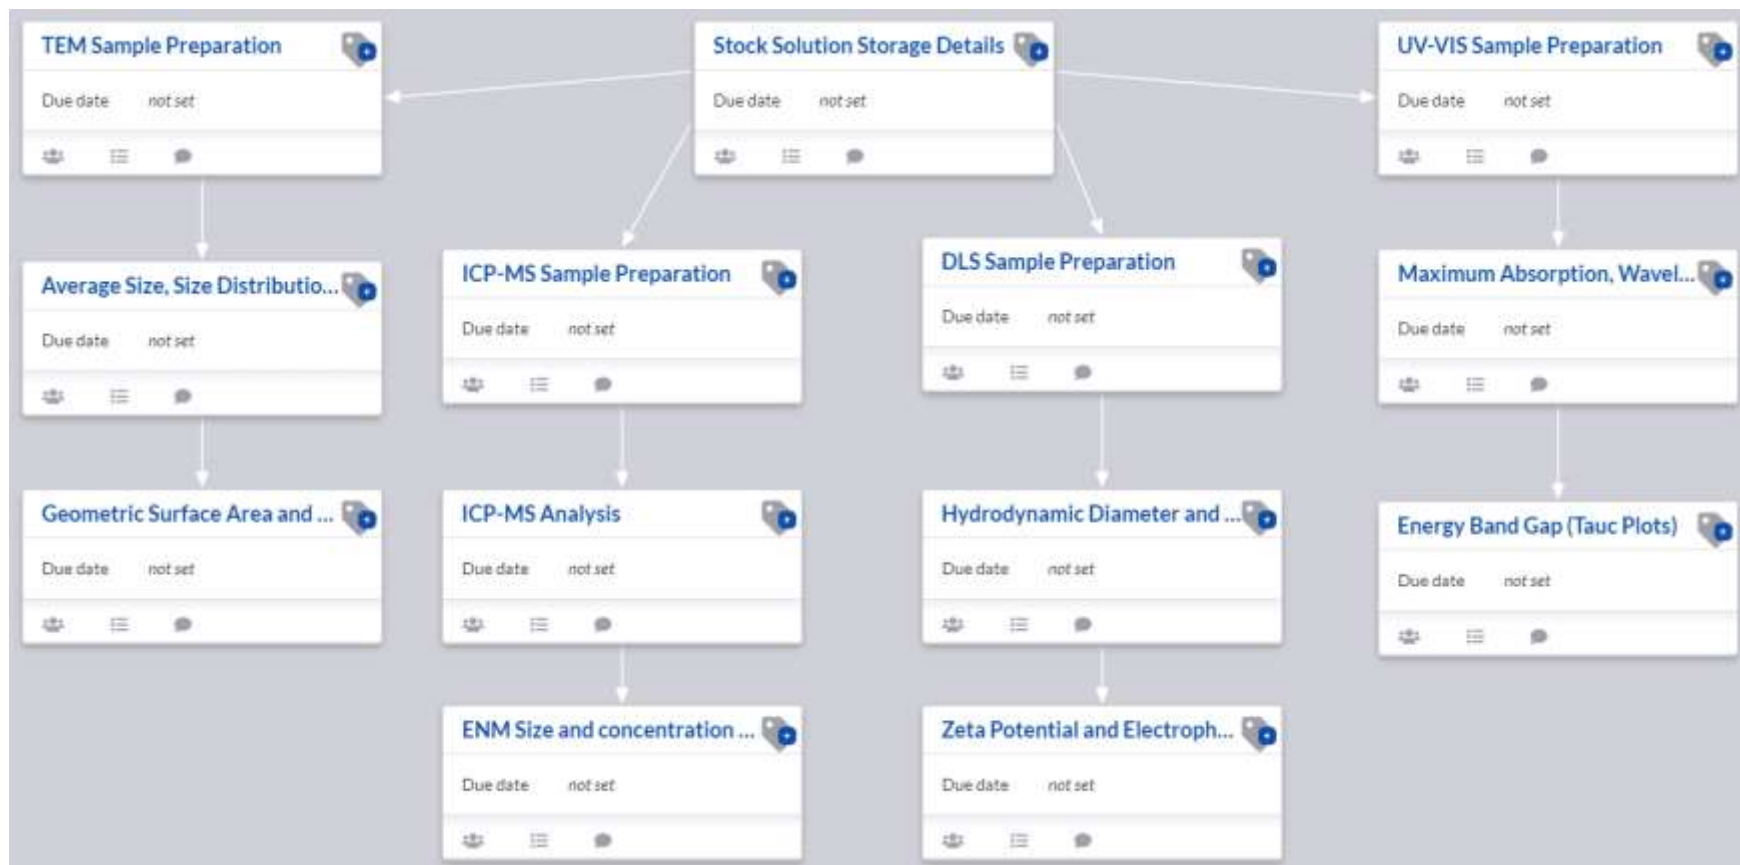 TEM Sample Preparation
Due date not set
Stock Solution Storage Details
Due date not set
UV-VIS Sample Preparation
Due date not set
Average Size, Size Distributio...
Due date not set
ICP-MS Sample Preparation
Due date not set
DLS Sample Preparation
Due date not set
Maximum Absorption, Wavel...
Due date not set
Geometric Surface Area and ...
Due date not set
ICP-MS Analysis
Due date not set
Hydrodynamic Diameter and ...
Due date not set
Energy Band Gap (Tauc Plots)
Due date not set
ENM Size and concentration ...
Due date not set
Zeta Potential and Electroph...
Due date not set